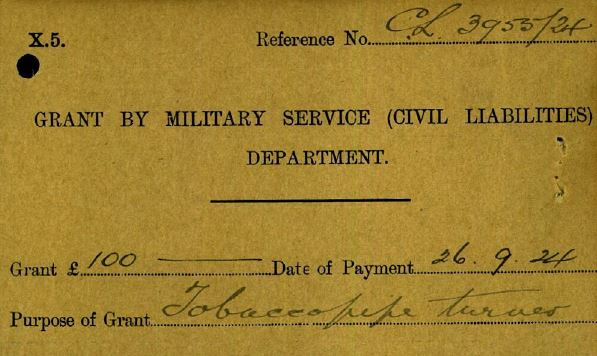 X.5. Reference No. C.L. 3955/24
GRANT BY MILITARY SERVICE (CIVIL LIABILITIES)
DEPARTMENT.
Grant £ 100 — Date of Payment 26.9.24
Purpose of Grant Tobaccopipe turner